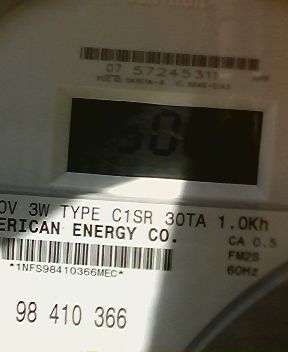 07 57245311
0V 3W TYPE C1SR 30TA 1.0Kh
ERICAN ENERGY CO.
CA 0.5
FM2S
*1NFS98410366MEC*
60Hz
98 410 366